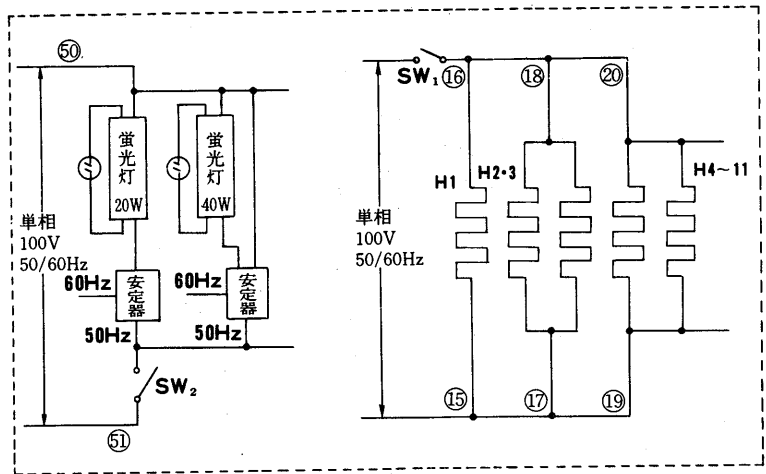 ㊿
単相
100V
50/60Hz
蛍光灯
20W
蛍光灯
40W
60Hz
安定器
50Hz
60Hz
安定器
50Hz
SW₂
51
SW₁
⑯
⑱
⑳
単相
100V
50/60Hz
H1
H2・3
H4~11
⑮
⑰
⑲